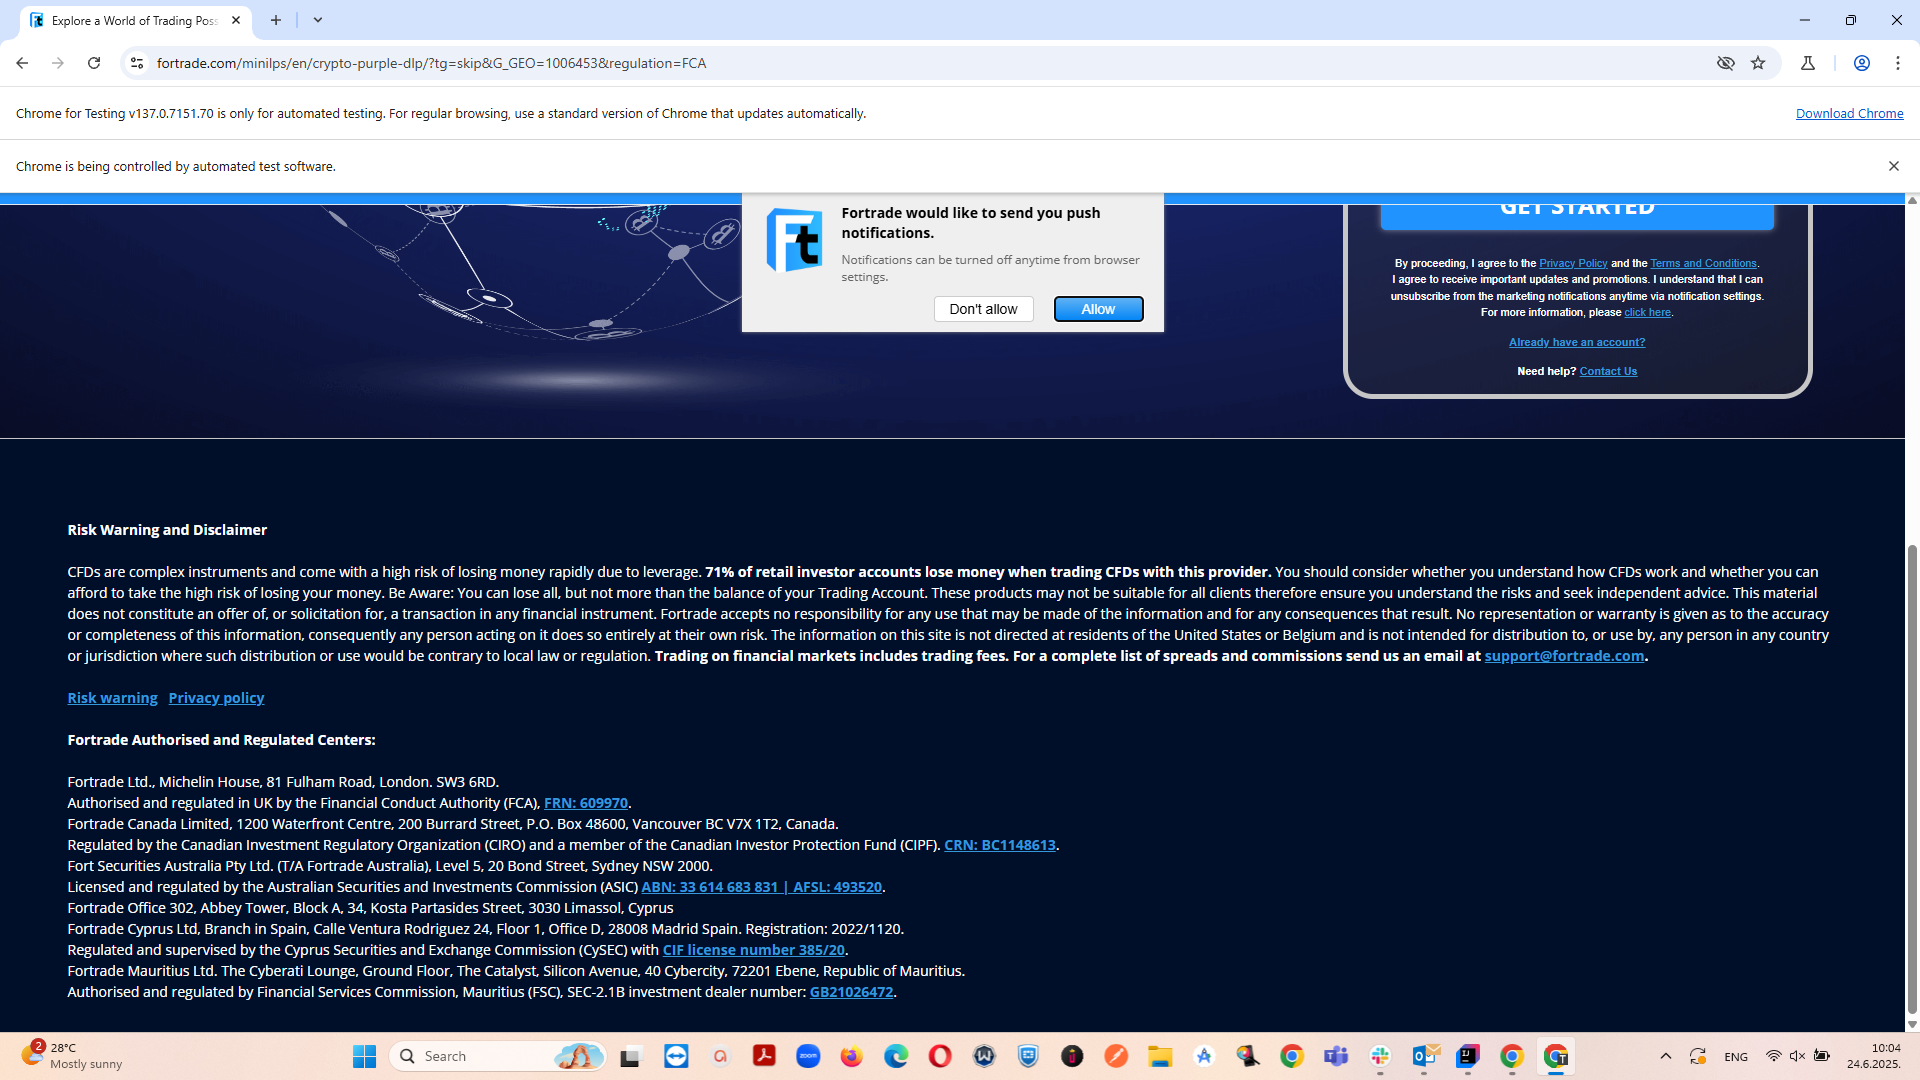 Explore a World of Trading Poss
fortrade.com/minilps/en/crypto-purple-dlp/?tg=skip&G_GEO=1006453&regulation=FCA
Chrome for Testing v137.0.7151.70 is only for automated testing. For regular browsing, use a standard version of Chrome that updates automatically.
Download Chrome
Chrome is being controlled by automated test software.
Fortrade would like to send you push
notifications.
Notifications can be turned off anytime from browser
settings.
Don't allow
Allow
GET STARTED
By proceeding, I agree to the Privacy Policy and the Terms and Conditions.
I agree to receive important updates and promotions. I understand that I can
unsubscribe from the marketing notifications anytime via notification settings.
For more information, please click here.
Already have an account?
Need help? Contact Us
Risk Warning and Disclaimer
CFDs are complex instruments and come with a high risk of losing money rapidly due to leverage. 71% of retail investor accounts lose money when trading CFDs with this provider. You should consider whether you understand how CFDs work and whether you can
afford to take the high risk of losing your money. Be Aware: You can lose all, but not more than the balance of your Trading Account. These products may not be suitable for all clients therefore ensure you understand the risks and seek independent advice. This material
does not constitute an offer of, or solicitation for, a transaction in any financial instrument. Fortrade accepts no responsibility for any use that may be made of the information and for any consequences that result. No representation or warranty is given as to the accuracy
or completeness of this information, consequently any person acting on it does so entirely at their own risk. The information on this site is not directed at residents of the United States or Belgium and is not intended for distribution to, or use by, any person in any country
or jurisdiction where such distribution or use would be contrary to local law or regulation. Trading on financial markets includes trading fees. For a complete list of spreads and commissions send us an email at support@fortrade.com.
Risk warning Privacy policy
Fortrade Authorised and Regulated Centers:
Fortrade Ltd., Michelin House, 81 Fulham Road, London. SW3 6RD.
Authorised and regulated in UK by the Financial Conduct Authority (FCA), FRN: 609970.
Fortrade Canada Limited, 1200 Waterfront Centre, 200 Burrard Street, P.O. Box 48600, Vancouver BC V7X 1T2, Canada.
Regulated by the Canadian Investment Regulatory Organization (CIRO) and a member of the Canadian Investor Protection Fund (CIPF). CRN: BC1148613.
Fort Securities Australia Pty Ltd. (T/A Fortrade Australia), Level 5, 20 Bond Street, Sydney NSW 2000.
Licensed and regulated by the Australian Securities and Investments Commission (ASIC) ABN: 33 614 683 831 | AFSL: 493520.
Fortrade Office 302, Abbey Tower, Block A, 34, Kosta Partasides Street, 3030 Limassol, Cyprus
Fortrade Cyprus Ltd, Branch in Spain, Calle Ventura Rodriguez 24, Floor 1, Office D, 28008 Madrid Spain. Registration: 2022/1120.
Regulated and supervised by the Cyprus Securities and Exchange Commission (CySEC) with CIF license number 385/20.
Fortrade Mauritius Ltd. The Cyberati Lounge, Ground Floor, The Catalyst, Silicon Avenue, 40 Cybercity, 72201 Ebene, Republic of Mauritius.
Authorised and regulated by Financial Services Commission, Mauritius (FSC), SEC-2.1B investment dealer number: GB21026472.
2
28°C
Mostly sunny
Search
zoom
ENG
10:04
24.6.2025.